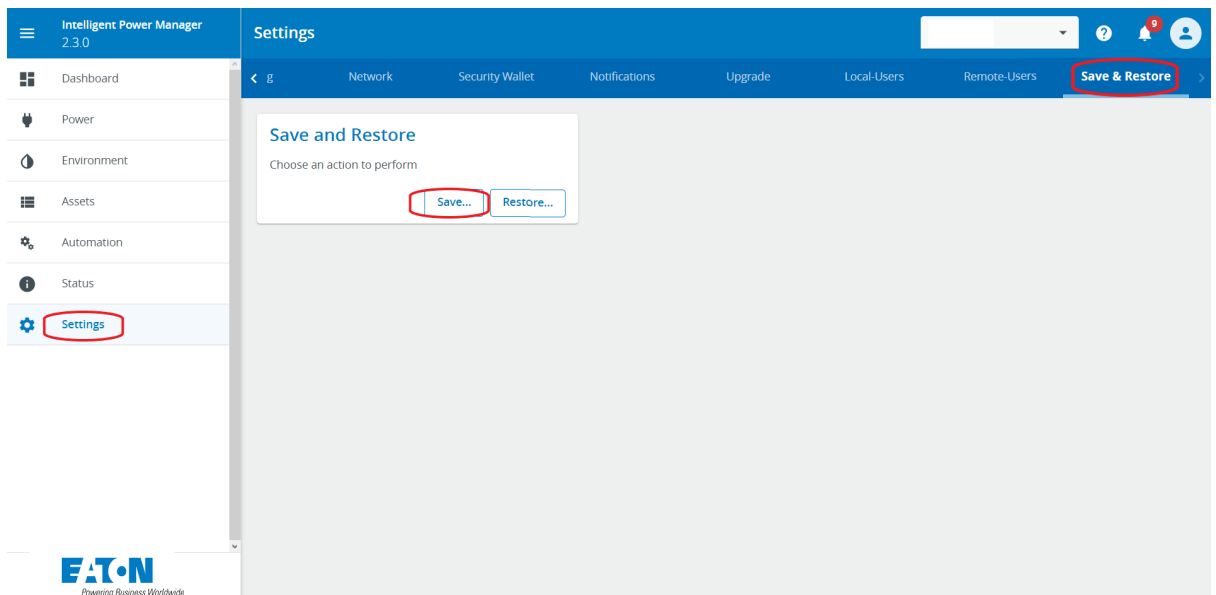 Intelligent Power Manager
2.3.0
Settings
9
Dashboard
Power
Environment
Assets
Automation
Status
Settings
g
Network
Security Wallet
Notifications
Upgrade
Local-Users
Remote-Users
Save & Restore
Save and Restore
Choose an action to perform
Save...
Restore...
EATON
Powering Business Worldwide